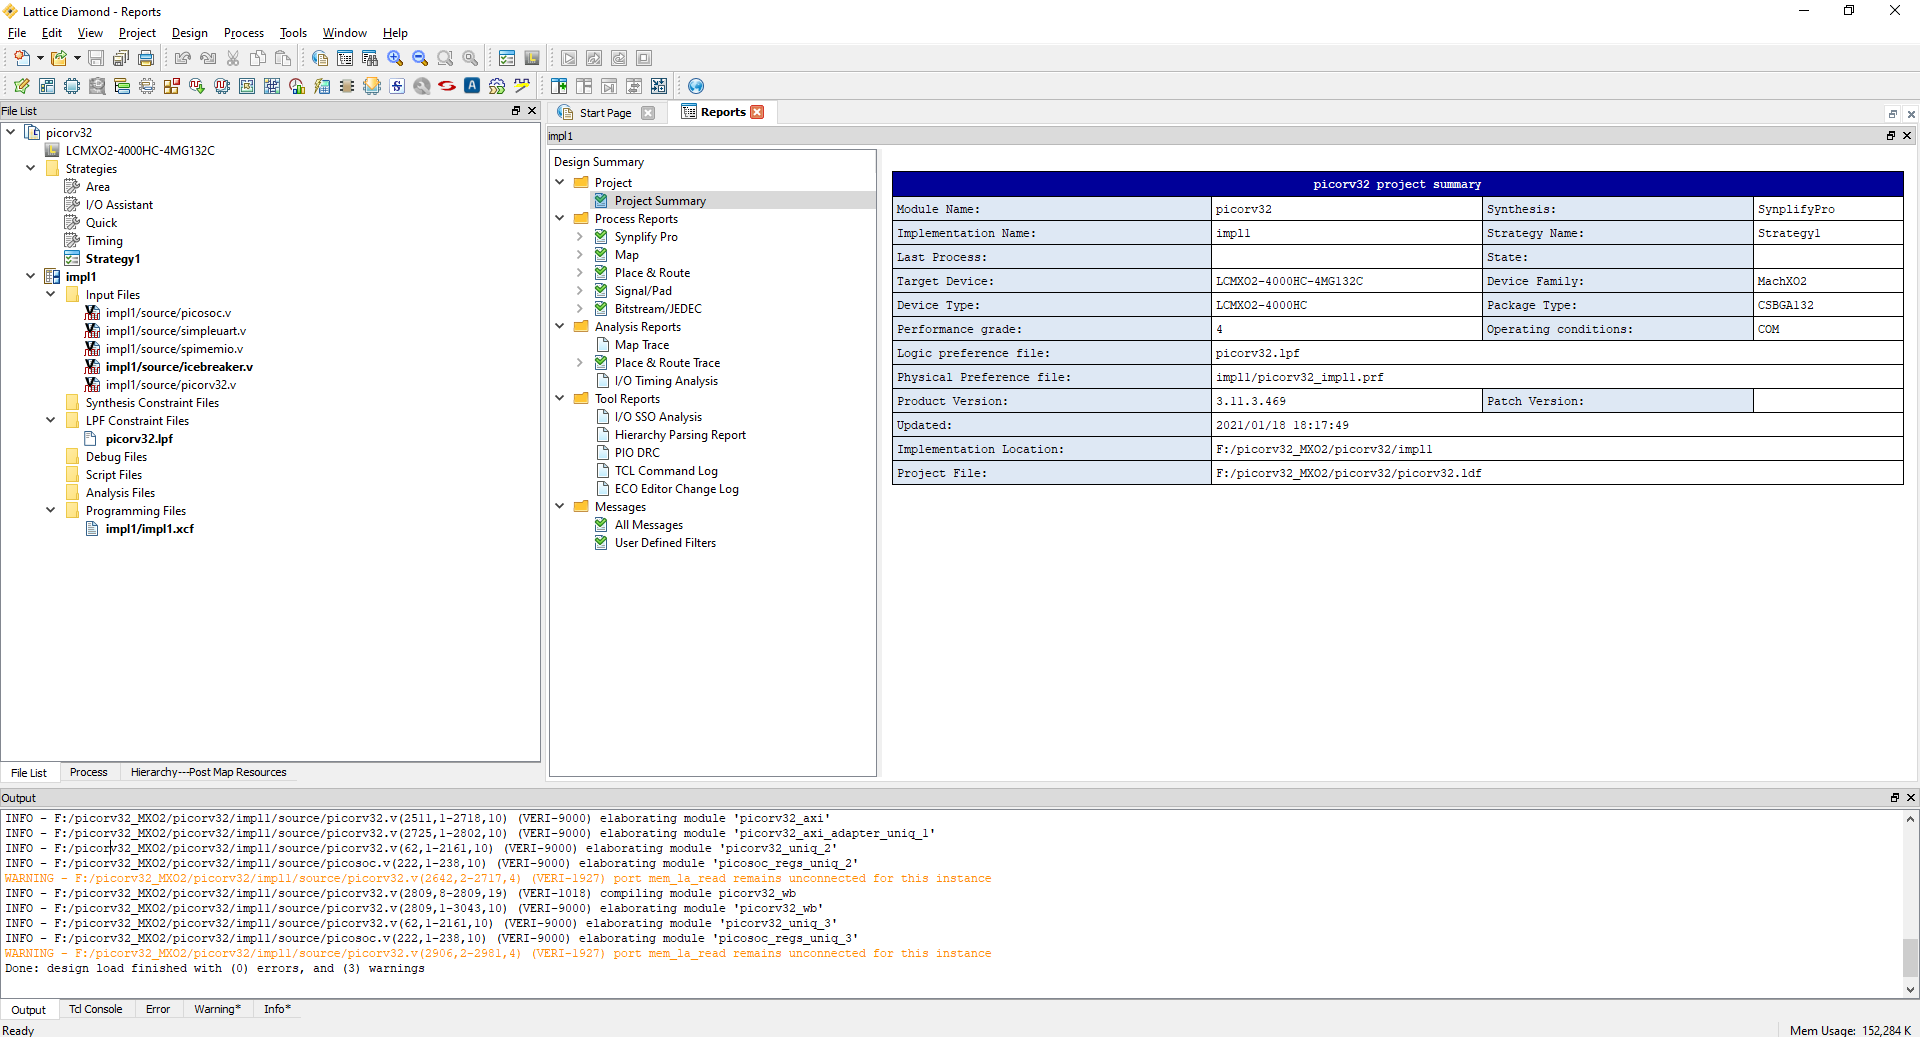 Lattice Diamond - Reports
File Edit View Project Design Process Tools Window Help
File List
picorv32
LCMXO2-4000HC-4MG132C
Strategies
Area
I/O Assistant
Quick
Timing
Strategy1
impl1
Input Files
impl1/source/picosoc.v
impl1/source/simpleuart.v
impl1/source/spimemio.v
impl1/source/icebreaker.v
impl1/source/picorv32.v
Synthesis Constraint Files
LPF Constraint Files
picorv32.lpf
Debug Files
Script Files
Analysis Files
Programming Files
impl1/impl1.xcf
File List Process Hierarchy---Post Map Resources
Start Page Reports
impl1
Design Summary
Project
Project Summary
Process Reports
Synplify Pro
Map
Place & Route
Signal/Pad
Bitstream/JEDEC
Analysis Reports
Map Trace
Place & Route Trace
I/O Timing Analysis
Tool Reports
I/O SSO Analysis
Hierarchy Parsing Report
PIO DRC
TCL Command Log
ECO Editor Change Log
Messages
All Messages
User Defined Filters
picorv32 project summary
Module Name: picorv32 Synthesis: SynplifyPro
Implementation Name: impl1 Strategy Name: Strategy1
Last Process: State:
Target Device: LCMXO2-4000HC-4MG132C Device Family: MachXO2
Device Type: LCMXO2-4000HC Package Type: CSBGA132
Performance grade: 4 Operating conditions: COM
Logic preference file: picorv32.lpf
Physical Preference file: impl1/picorv32_impl1.prf
Product Version: 3.11.3.469 Patch Version:
Updated: 2021/01/18 18:17:49
Implementation Location: F:/picorv32_MXO2/picorv32/impl1
Project File: F:/picorv32_MXO2/picorv32/picorv32.ldf
Output
INFO - F:/picorv32_MXO2/picorv32/impl1/source/picorv32.v(2511,1-2718,10) (VERI-9000) elaborating module 'picorv32_axi'
INFO - F:/picorv32_MXO2/picorv32/impl1/source/picorv32.v(2725,1-2802,10) (VERI-9000) elaborating module 'picorv32_axi_adapter_uniq_1'
INFO - F:/picorv32_MXO2/picorv32/impl1/source/picorv32.v(62,1-2161,10) (VERI-9000) elaborating module 'picorv32_uniq_2'
INFO - F:/picorv32_MXO2/picorv32/impl1/source/picosoc.v(222,1-238,10) (VERI-9000) elaborating module 'picosoc_regs_uniq_2'
WARNING - F:/picorv32_MXO2/picorv32/impl1/source/picorv32.v(2642,2-2717,4) (VERI-1927) port mem_la_read remains unconnected for this instance
INFO - F:/picorv32_MXO2/picorv32/impl1/source/picorv32.v(2809,8-2809,19) (VERI-1018) compiling module picorv32_wb
INFO - F:/picorv32_MXO2/picorv32/impl1/source/picorv32.v(2809,1-3043,10) (VERI-9000) elaborating module 'picorv32_wb'
INFO - F:/picorv32_MXO2/picorv32/impl1/source/picorv32.v(62,1-2161,10) (VERI-9000) elaborating module 'picorv32_uniq_3'
INFO - F:/picorv32_MXO2/picorv32/impl1/source/picosoc.v(222,1-238,10) (VERI-9000) elaborating module 'picosoc_regs_uniq_3'
WARNING - F:/picorv32_MXO2/picorv32/impl1/source/picorv32.v(2906,2-2981,4) (VERI-1927) port mem_la_read remains unconnected for this instance
Done: design load finished with (0) errors, and (3) warnings
Output Tcl Console Error Warning* Info*
Ready
Mem Usage: 152,284 K